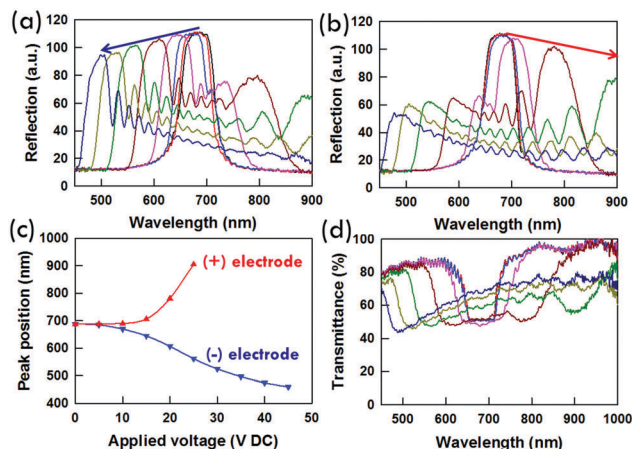 (a)
Reflection (a.u.)
120
100
80
60
40
20
0
500 600 700 800 900
Wavelength (nm)
(b)
Reflection (a.u.)
120
100
80
60
40
20
0
500 600 700 800 900
Wavelength (nm)
(c)
Peak position (nm)
1000
900
800
700
600
500
400
(+) electrode
(-) electrode
0 10 20 30 40 50
Applied voltage (V DC)
(d)
Transmittance (%)
100
80
60
40
20
0
500 600 700 800 900 1000
Wavelength (nm)